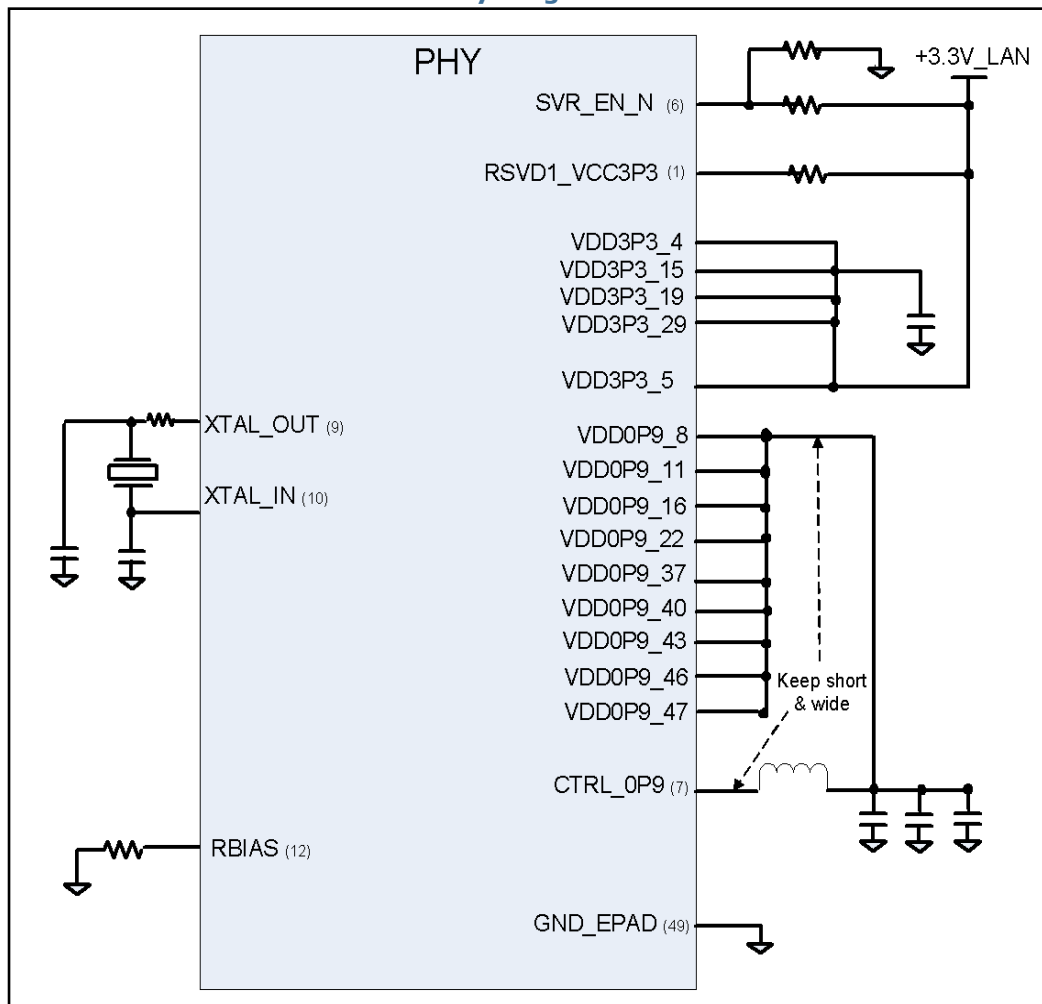 PHY
+3.3V_LAN
SVR_EN_N (6)
RSVD1_VCC3P3 (1)
VDD3P3_4
VDD3P3_15
VDD3P3_19
VDD3P3_29
VDD3P3_5
XTAL_OUT (9)
XTAL_IN (10)
VDD0P9_8
VDD0P9_11
VDD0P9_16
VDD0P9_22
VDD0P9_37
VDD0P9_40
VDD0P9_43
VDD0P9_46
VDD0P9_47
Keep short
& wide
CTRL_0P9 (7)
RBIAS (12)
GND_EPAD (49)